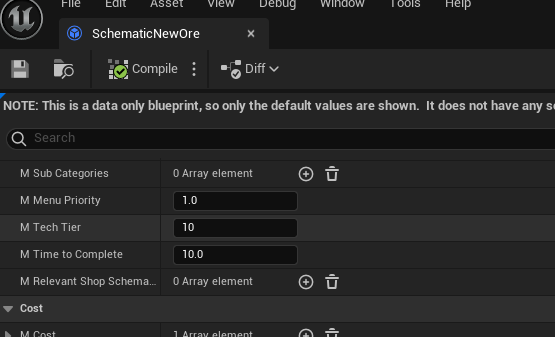 File Edit Asset View Debug Window Tools Help
SchematicNewOre
Compile Diff
NOTE: This is a data only blueprint, so only the default values are shown. It does not have any
Search
M Sub Categories 0 Array element
M Menu Priority 1.0
M Tech Tier 10
M Time to Complete 10.0
M Relevant Shop Schema... 0 Array element
Cost
M Cost 1 Array element